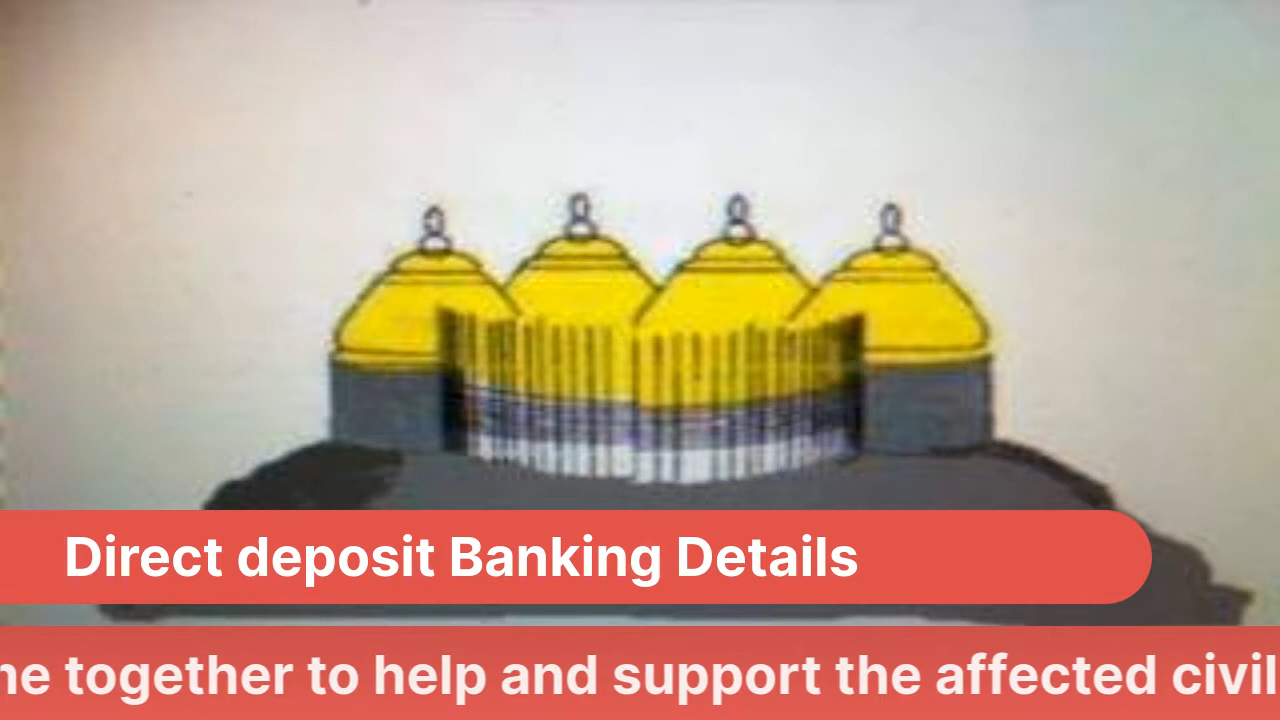 Direct deposit Banking Details
together to help and support the affected